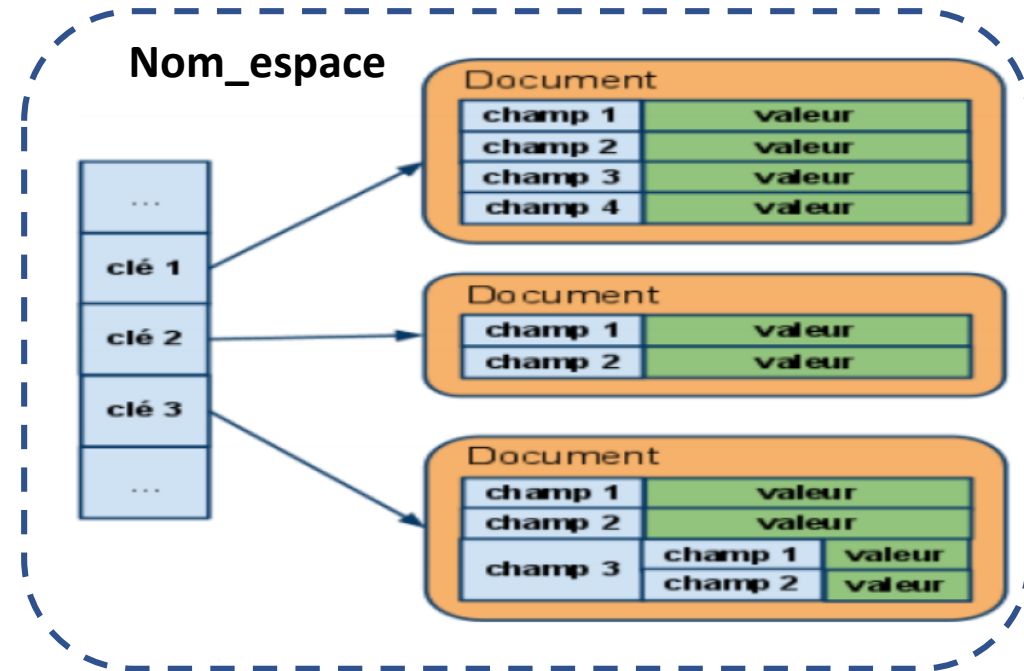 Nom_espace
...
clé 1
clé 2
clé 3
...
Document
champ 1 valeur
champ 2 valeur
champ 3 valeur
champ 4 valeur
Document
champ 1 valeur
champ 2 valeur
Document
champ 1 valeur
champ 2 valeur
champ 3 champ 1 valeur
champ 2 valeur